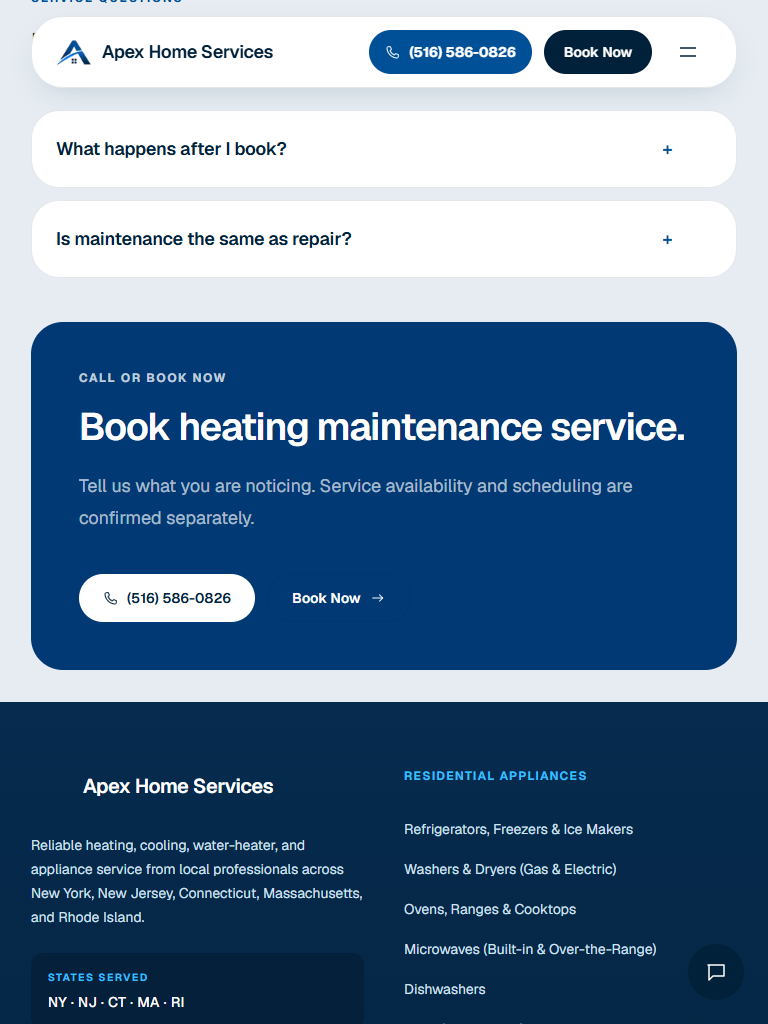 SERVICE QUESTIONS
Apex Home Services
(516) 586-0826
Book Now
What happens after I book?
+
Is maintenance the same as repair?
+
CALL OR BOOK NOW
Book heating maintenance service.
Tell us what you are noticing. Service availability and scheduling are
confirmed separately.
(516) 586-0826
Book Now →
Apex Home Services
Reliable heating, cooling, water-heater, and
appliance service from local professionals across
New York, New Jersey, Connecticut, Massachusetts,
and Rhode Island.
STATES SERVED
NY · NJ · CT · MA · RI
RESIDENTIAL APPLIANCES
Refrigerators, Freezers & Ice Makers
Washers & Dryers (Gas & Electric)
Ovens, Ranges & Cooktops
Microwaves (Built-in & Over-the-Range)
Dishwashers